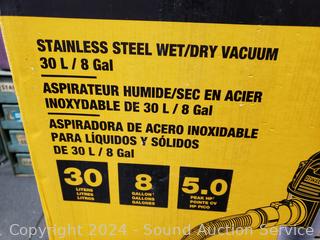 STAINLESS STEEL WET/DRY VACUUM
30 L / 8 Gal
ASPIRATEUR HUMIDE/SEC EN ACIER
INOXYDABLE DE 30 L / 8 Gal
ASPIRADORA DE ACERO INOXIDABLE
PARA LÍQUIDOS Y SÓLIDOS
DE 30 L / 8 Gal
30
LITERS
LITRES
LITROS
8
GALLON*
GALLONS
GALONES
5.0
PEAK HP*
POINTE CV
HP PICO
Copyright 2024 - Sound Auction Service